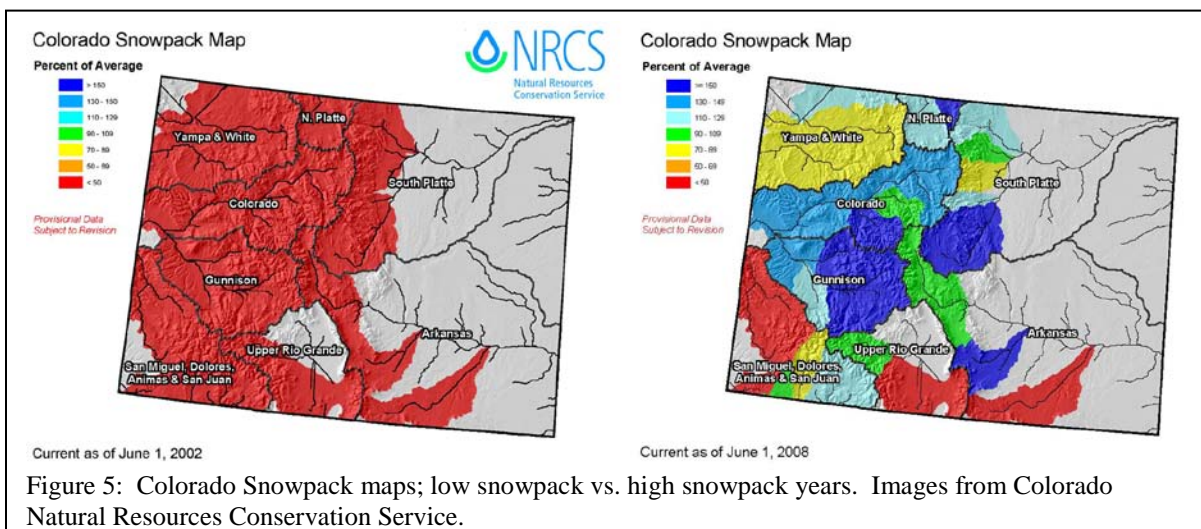 Colorado Snowpack Map
Percent of Average
> 150
130 - 150
110 - 129
90 - 109
70 - 89
50 - 89
< 50
Provisional Data
Subject to Revision
NRCS
Natural Resources
Conservation Service
Yampa & White
N. Platte
South Platte
Colorado
Gunnison
Arkansas
Upper Rio Grande
San Miguel, Dolores,
Animas & San Juan
Current as of June 1, 2002
Colorado Snowpack Map
Percent of Average
>= 150
130 - 149
110 - 129
90 - 109
70 - 89
50 - 69
< 50
Provisional Data
Subject to Revision
Yampa & White
N. Platte
South Platte
Colorado
Gunnison
Arkansas
Upper Rio Grande
San Miguel, Dolores,
Animas & San Juan
Current as of June 1, 2008
Figure 5: Colorado Snowpack maps; low snowpack vs. high snowpack years. Images from Colorado
Natural Resources Conservation Service.